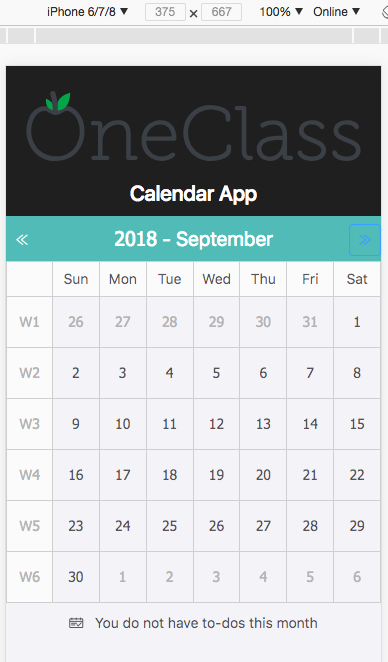 iPhone 6/7/8 ▼ 375 × 667 100% ▼ Online ▼
OneClass
Calendar App
« 2018 - September »
Sun Mon Tue Wed Thu Fri Sat
W1 26 27 28 29 30 31 1
W2 2 3 4 5 6 7 8
W3 9 10 11 12 13 14 15
W4 16 17 18 19 20 21 22
W5 23 24 25 26 27 28 29
W6 30 1 2 3 4 5 6
You do not have to-dos this month